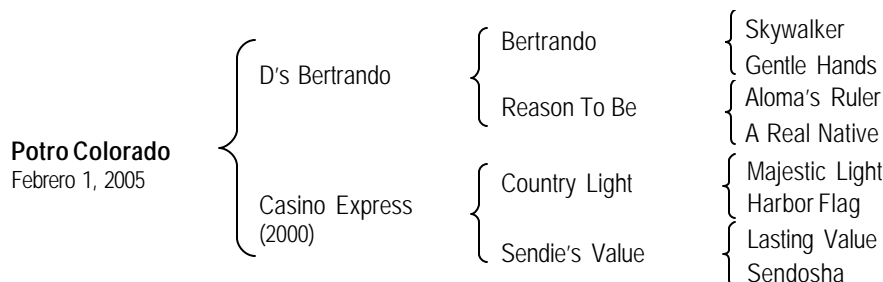 Skywalker
Bertrando
Gentle Hands
D's Bertrando
Aloma's Ruler
Reason To Be
A Real Native
Potro Colorado
Febrero 1, 2005
Majestic Light
Country Light
Harbor Flag
Casino Express
(2000)
Lasting Value
Sendie's Value
Sendosha